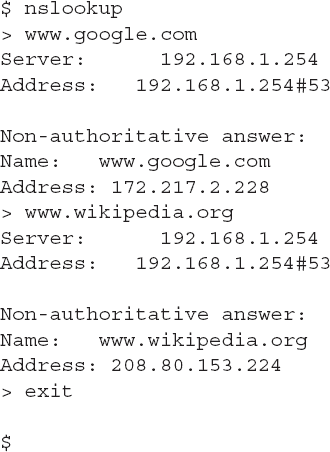 $ nslookup
> www.google.com
Server:      192.168.1.254
Address:   192.168.1.254#53

Non-authoritative answer:
Name:   www.google.com
Address: 172.217.2.228
> www.wikipedia.org
Server:      192.168.1.254
Address:   192.168.1.254#53

Non-authoritative answer:
Name:   www.wikipedia.org
Address: 208.80.153.224
> exit

$